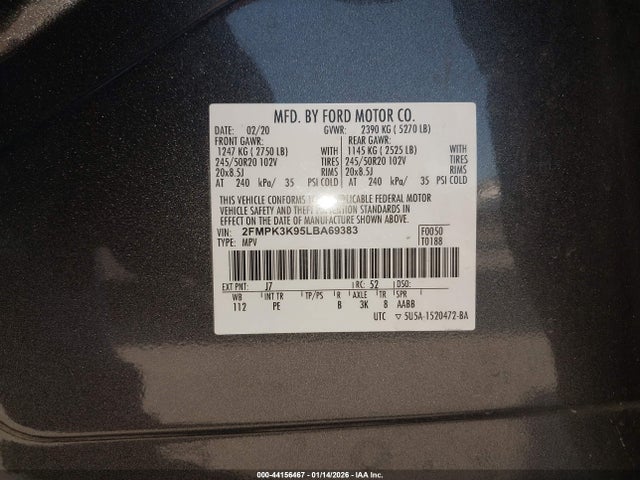 MFD. BY FORD MOTOR CO.
DATE: 02/20 GVWR: 2390 KG ( 5270 LB)
FRONT GAWR: REAR GAWR:
1247 KG ( 2750 LB) WITH 1145 KG ( 2525 LB) WITH
245/50R20 102V TIRES 245/50R20 102V TIRES
20x8.5J RIMS 20x8.5J RIMS
AT 240 kPa/ 35 PSI COLD AT 240 kPa/ 35 PSI COLD
THIS VEHICLE CONFORMS TO ALL APPLICABLE FEDERAL MOTOR
VEHICLE SAFETY AND THEFT PREVENTION STANDARDS IN
EFFECT ON THE DATE OF MANUFACTURE SHOWN ABOVE.
VIN: 2FMPK3K95LBA69383 F0050
TYPE: MPV T0188
EXT PNT: J7 RC: 52 DSO:
WB INT TR TP/PS R AXLE TR SPR
112 PE B 3K 8 AABB
UTC ▽ 5U5A-1520472-BA
000-44156467 - 01/14/2026 - IAA Inc.